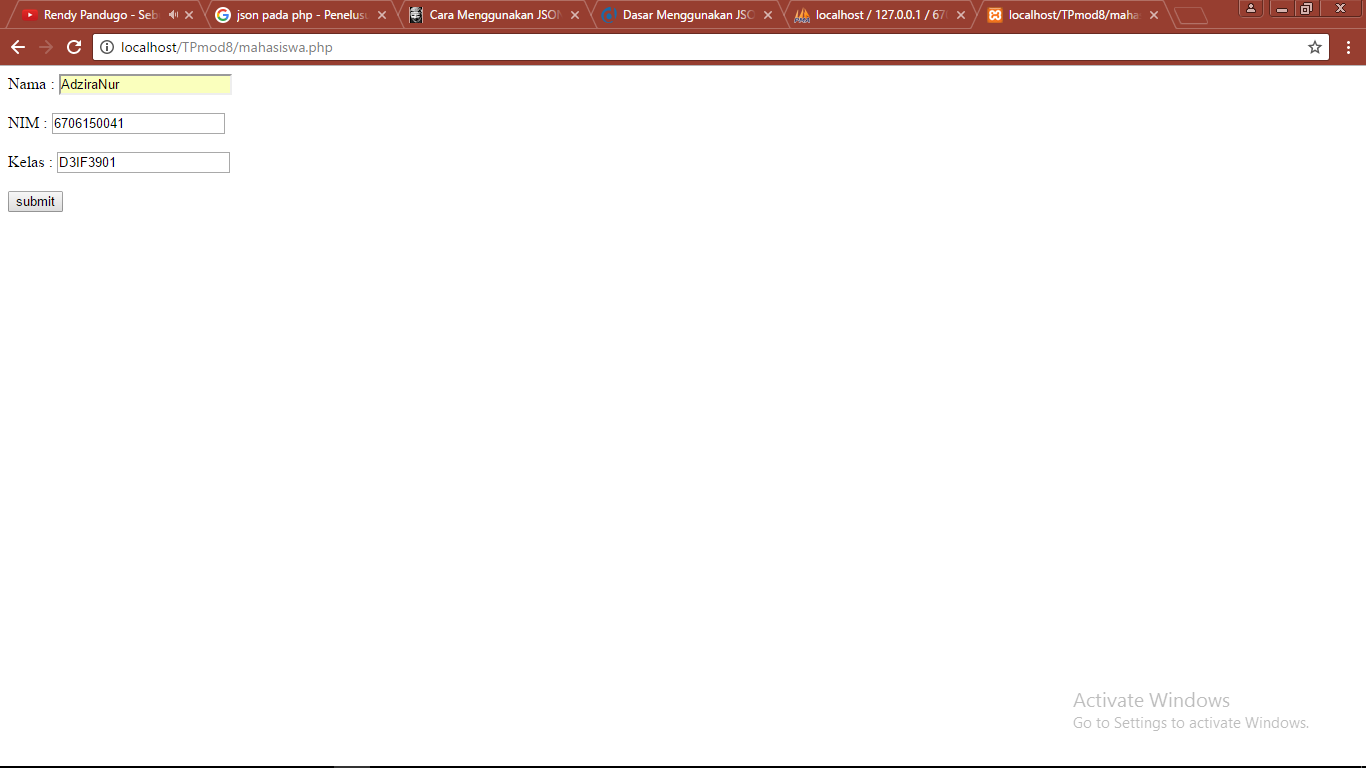 Rendy Pandugo - Seb
json pada php - Penelusu
Cara Menggunakan JSON
Dasar Menggunakan JSO
localhost / 127.0.0.1 / 670
localhost/TPmod8/maha
localhost/TPmod8/mahasiswa.php
Nama : AdziraNur
NIM : 6706150041
Kelas : D3IF3901
submit
Activate Windows
Go to Settings to activate Windows.